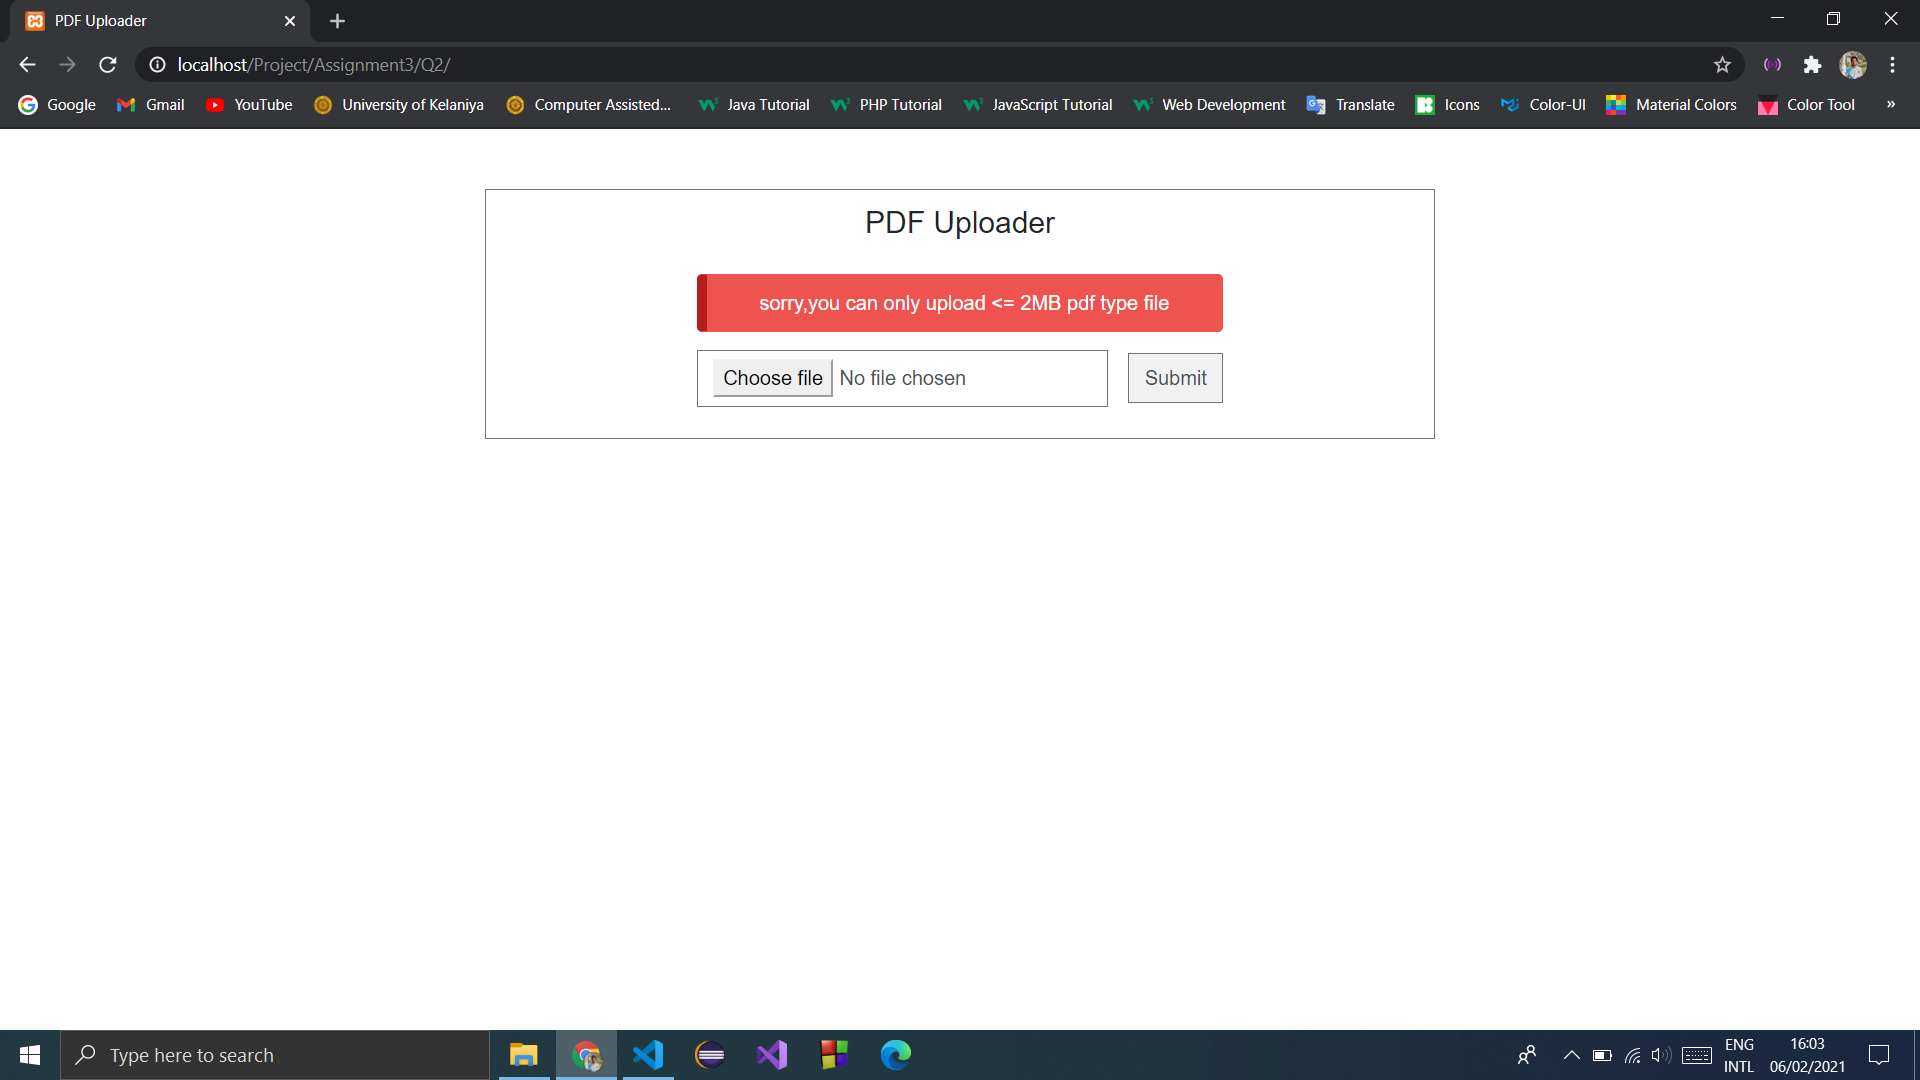 PDF Uploader
localhost/Project/Assignment3/Q2/
Google Gmail YouTube University of Kelaniya Computer Assisted... Java Tutorial PHP Tutorial JavaScript Tutorial Web Development Translate Icons Color-UI Material Colors Color Tool »
PDF Uploader
sorry,you can only upload <= 2MB pdf type file
Choose file No file chosen Submit
Type here to search
ENG
INTL
16:03
06/02/2021